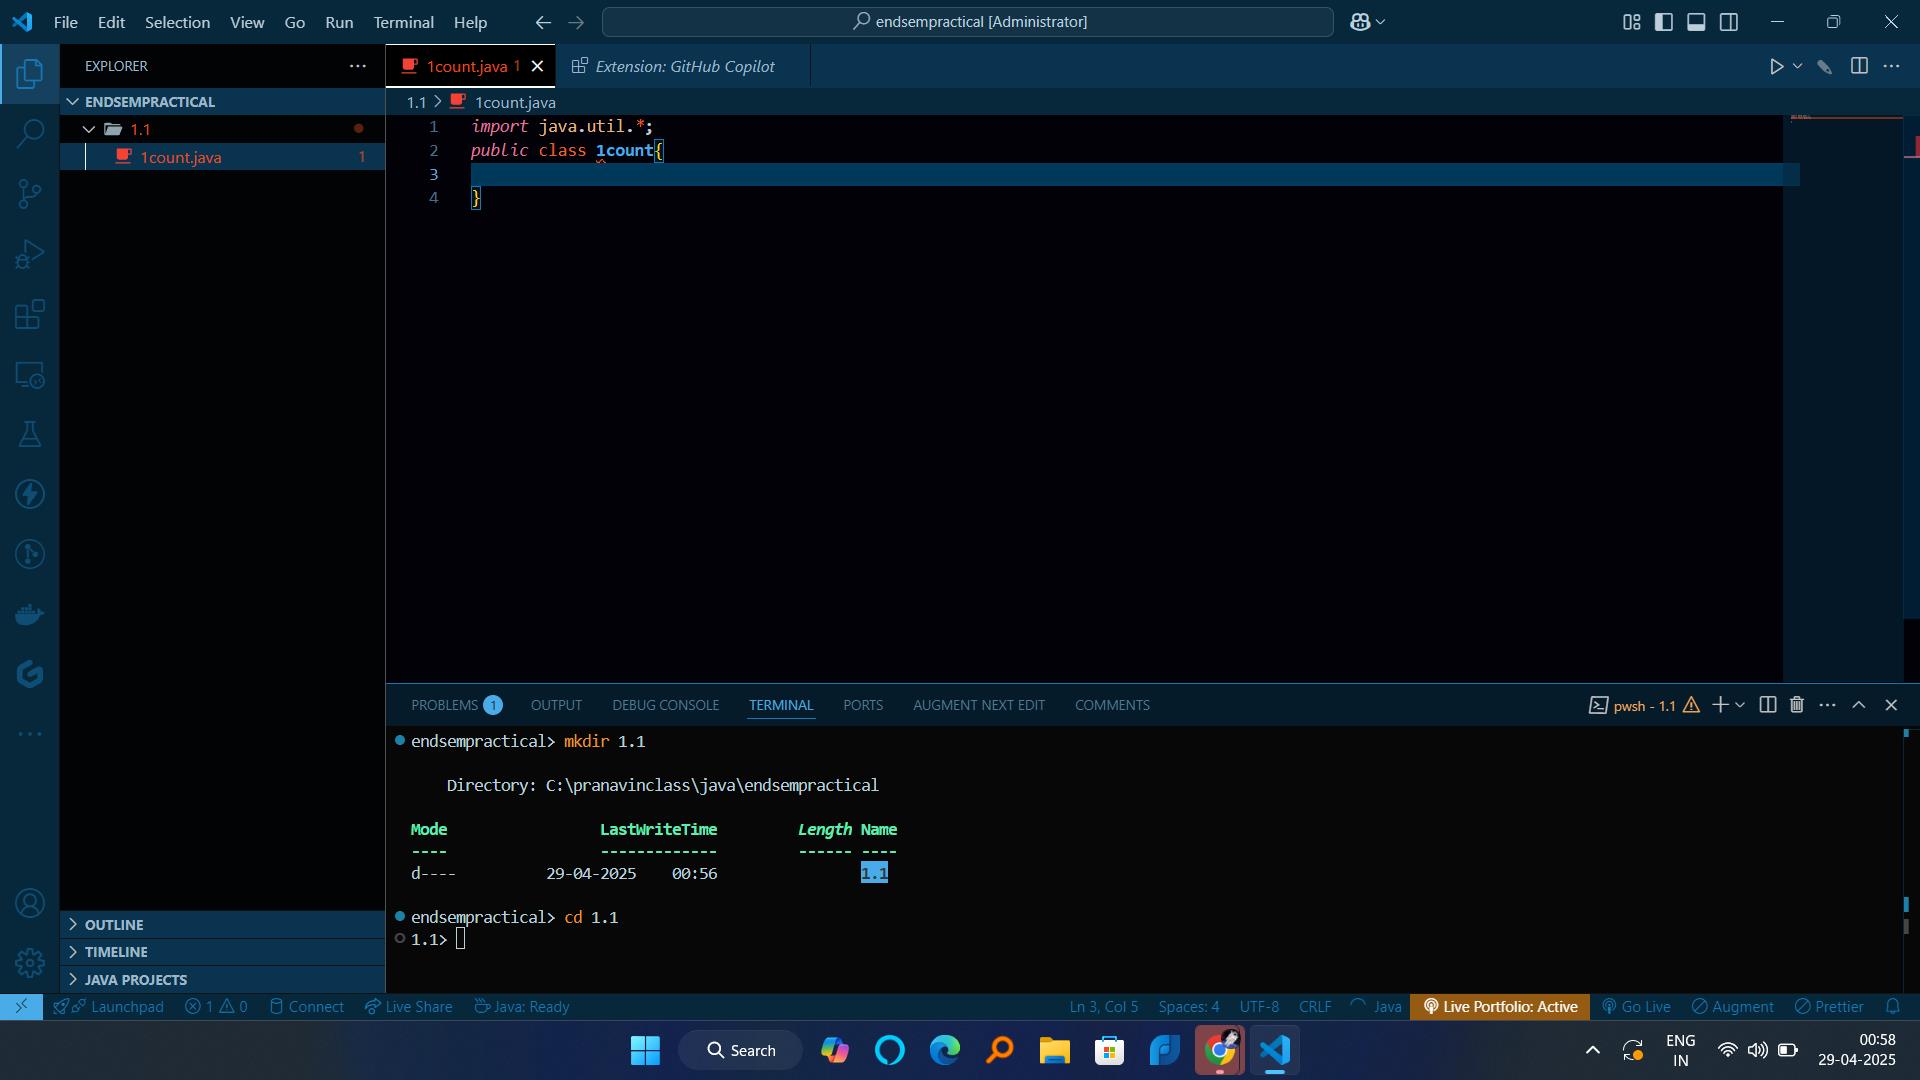 File Edit Selection View Go Run Terminal Help
endsempractical [Administrator]
EXPLORER
ENDSEMPRACTICAL
1.1
1count.java 1
1count.java 1
Extension: GitHub Copilot
1.1 > 1count.java
1 import java.util.*;
2 public class 1count{
3
4 }
PROBLEMS 1 OUTPUT DEBUG CONSOLE TERMINAL PORTS AUGMENT NEXT EDIT COMMENTS
pwsh - 1.1
endsempractical> mkdir 1.1
Directory: C:\pranavinclass\java\endsempractical
Mode LastWriteTime Length Name
---- ------------- ------ ----
d---- 29-04-2025 00:56 1.1
endsempractical> cd 1.1
1.1>
OUTLINE
TIMELINE
JAVA PROJECTS
Launchpad 1 0 Connect Live Share Java: Ready
Ln 3, Col 5 Spaces: 4 UTF-8 CRLF Java Live Portfolio: Active Go Live Augment Prettier
Search
ENG
IN
00:58
29-04-2025